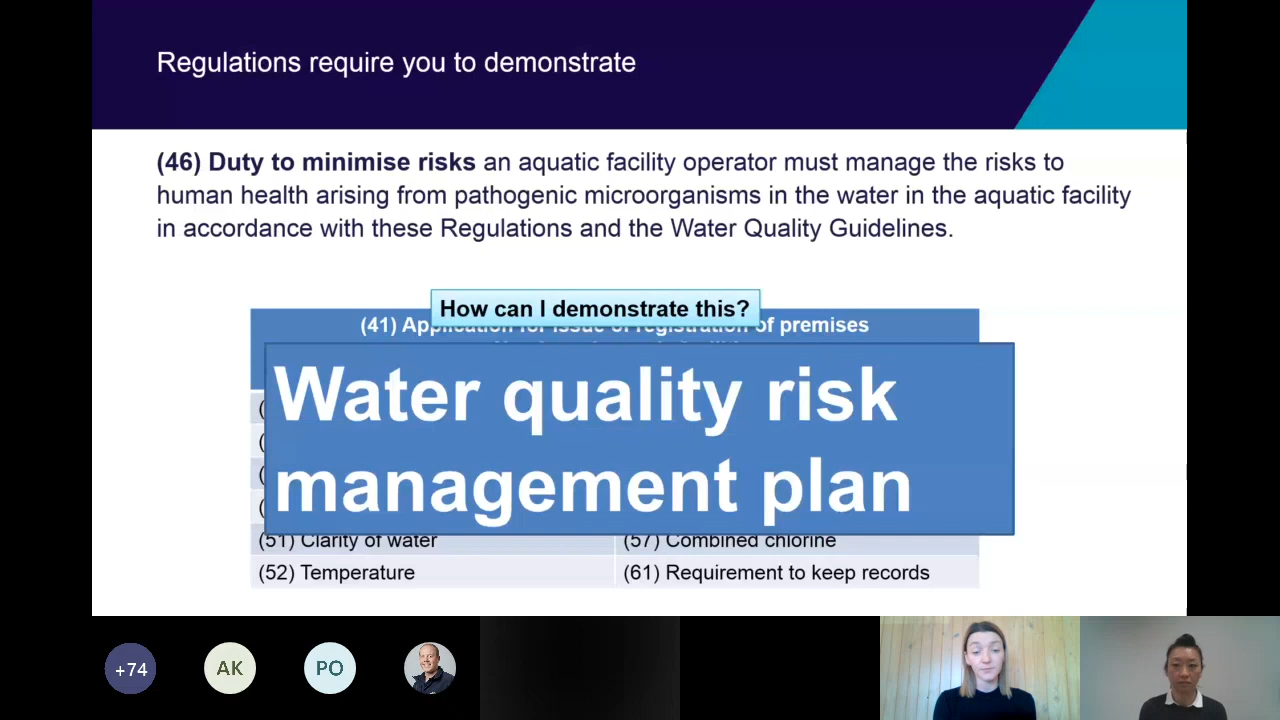 Regulations require you to demonstrate
(46) Duty to minimise risks an aquatic facility operator must manage the risks to
human health arising from pathogenic microorganisms in the water in the aquatic facility
in accordance with these Regulations and the Water Quality Guidelines.
How can I demonstrate this?
(41) Application for issue of registration of premises
Water quality risk
management plan
(51) Clarity of water
(57) Combined chlorine
(52) Temperature
(61) Requirement to keep records
+74
AK
PO